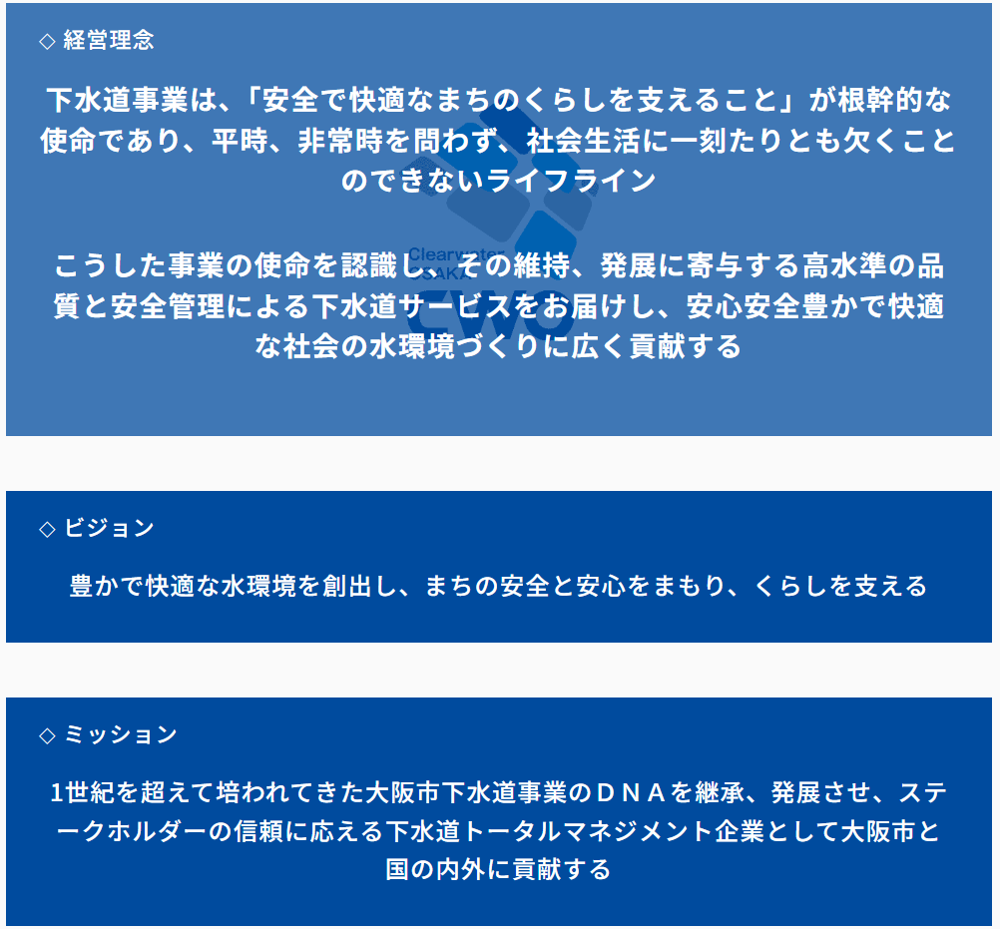 ◇ 経営理念
下水道事業は、「安全で快適なまちのくらしを支えること」が根幹的な
使命であり、平時、非常時を問わず、社会生活に一刻たりとも欠くこと
のできないライフライン
Clearwater
OSAKA
CWO
こうした事業の使命を認識し、その維持、発展に寄与する高水準の品
質と安全管理による下水道サービスをお届けし、安心安全豊かで快適
な社会の水環境づくりに広く貢献する
◇ ビジョン
豊かで快適な水環境を創出し、まちの安全と安心をまもり、くらしを支える
◇ ミッション
1世紀を超えて培われてきた大阪市下水道事業のＤＮＡを継承、発展させ、ステ
ークホルダーの信頼に応える下水道トータルマネジメント企業として大阪市と
国の内外に貢献する